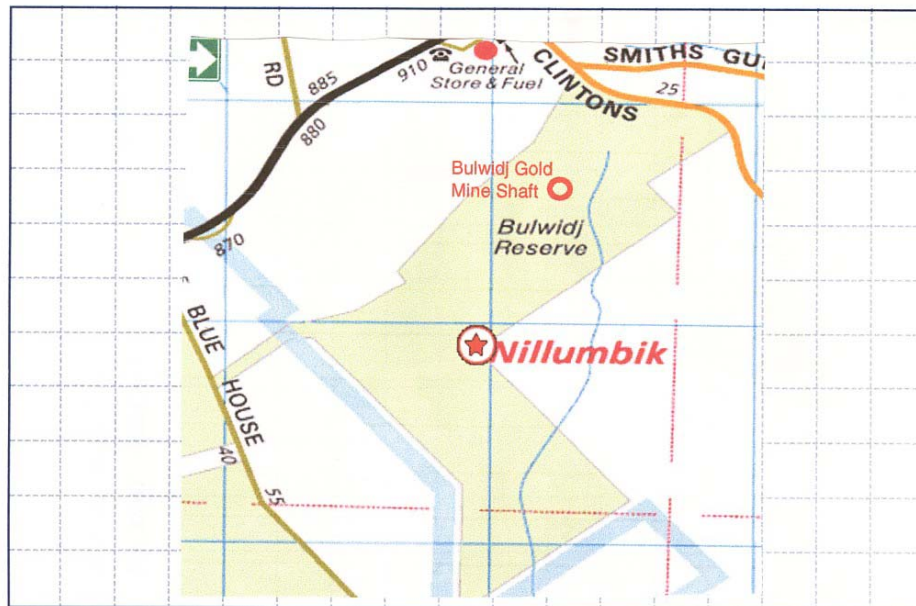 SMITHS GU
RD
885
910
General
Store & Fuel
CLINTONS
25
880
Bulwidj Gold
Mine Shaft
Bulwidj
Reserve
870
BLUE
HOUSE
Nillumbik
40
55